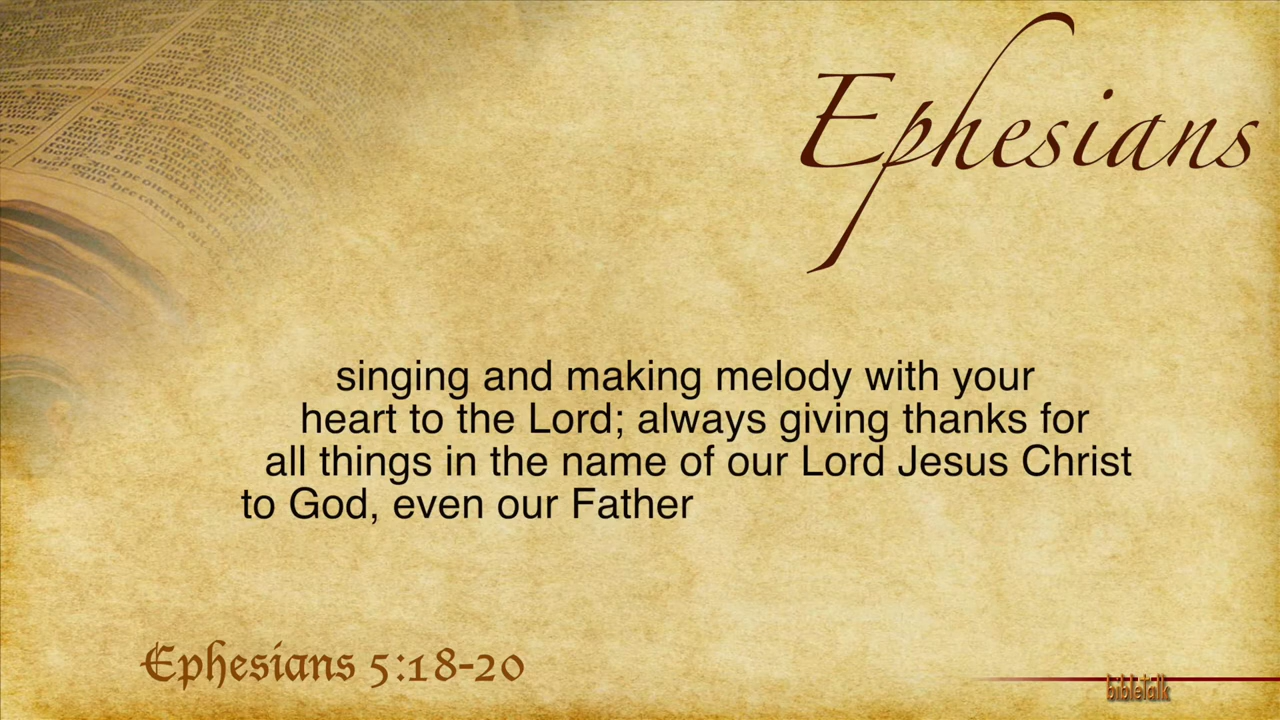 Ephesians
singing and making melody with your
heart to the Lord; always giving thanks for
all things in the name of our Lord Jesus Christ
to God, even our Father
Ephesians 5:18-20
bibletalk